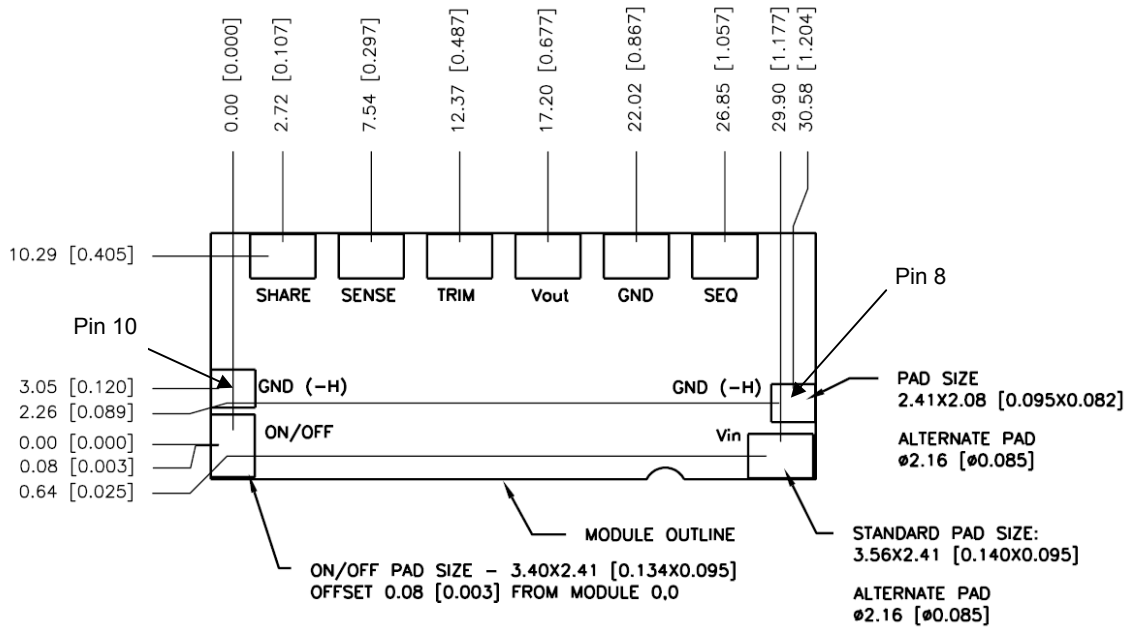 0.00 [0.000]
2.72 [0.107]
7.54 [0.297]
12.37 [0.487]
17.20 [0.677]
22.02 [0.867]
26.85 [1.057]
29.90 [1.177]
30.58 [1.204]
10.29 [0.405]
SHARE
SENSE
TRIM
Vout
GND
SEQ
Pin 8
Pin 10
3.05 [0.120]
2.26 [0.089]
0.00 [0.000]
0.08 [0.003]
0.64 [0.025]
GND (-H)
GND (-H)
ON/OFF
Vin
PAD SIZE
2.41X2.08 [0.095X0.082]
ALTERNATE PAD
ø2.16 [ø0.085]
MODULE OUTLINE
STANDARD PAD SIZE:
3.56X2.41 [0.140X0.095]
ALTERNATE PAD
ø2.16 [ø0.085]
ON/OFF PAD SIZE - 3.40X2.41 [0.134X0.095]
OFFSET 0.08 [0.003] FROM MODULE 0,0